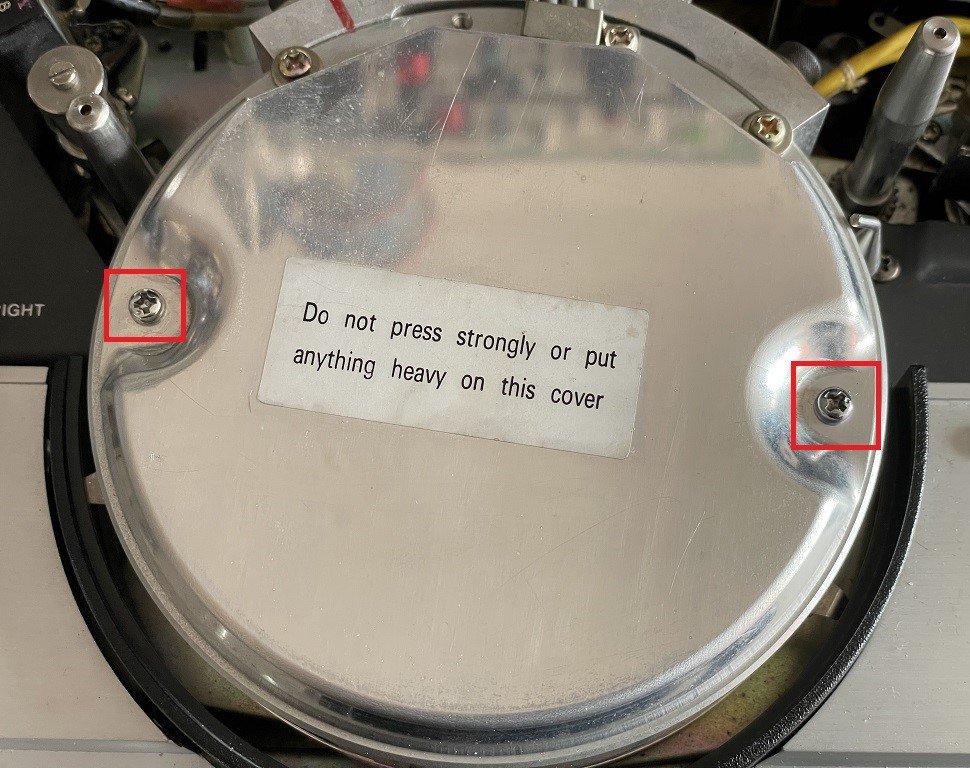 Do not press strongly or put
anything heavy on this cover